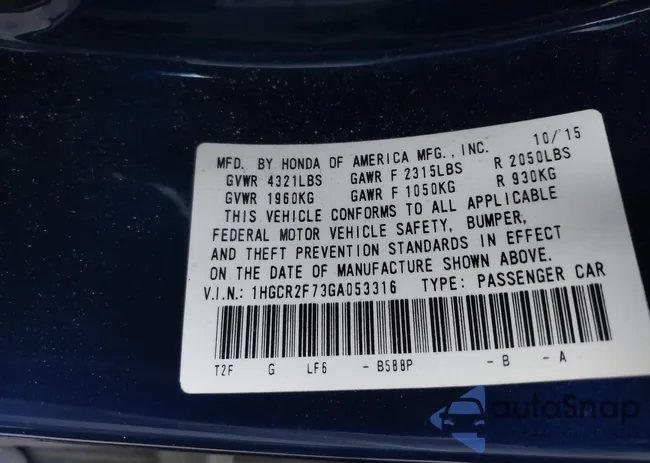 10/15
MFD. BY HONDA OF AMERICA MFG., INC.
GVWR 4321LBS GAWR F 2315LBS R 2050LBS
GVWR 1960KG GAWR F 1050KG R 930KG
THIS VEHICLE CONFORMS TO ALL APPLICABLE
FEDERAL MOTOR VEHICLE SAFETY, BUMPER,
AND THEFT PREVENTION STANDARDS IN EFFECT
ON THE DATE OF MANUFACTURE SHOWN ABOVE.
V.I.N.: 1HGCR2F73GA053316 TYPE: PASSENGER CAR
T2F G LF6 - B588P - B - A
autoSnap